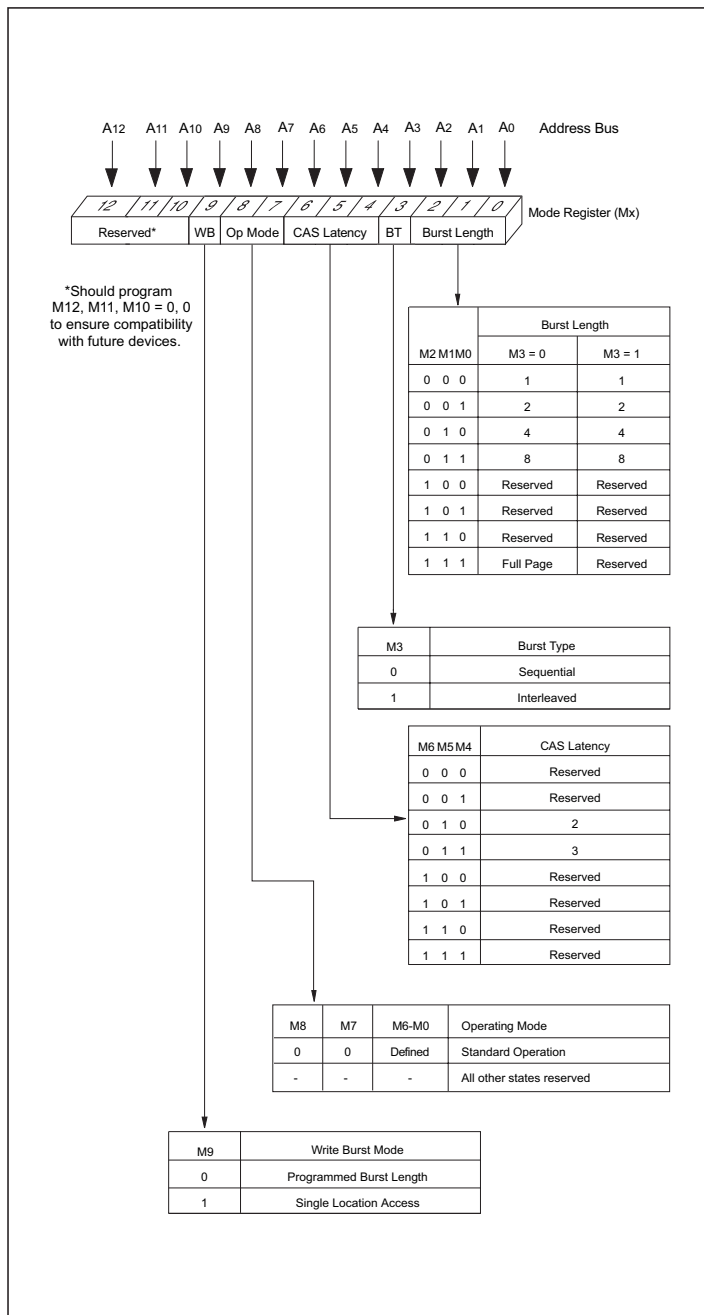 A12 A11 A10 A9 A8 A7 A6 A5 A4 A3 A2 A1 A0 Address Bus
12 11 10 9 8 7 6 5 4 3 2 1 0 Mode Register (Mx)
Reserved* WB Op Mode CAS Latency BT Burst Length
*Should program
M12, M11, M10 = 0, 0
to ensure compatibility
with future devices.
Burst Length
M2 M1M0 M3 = 0 M3 = 1
0 0 0 1 1
0 0 1 2 2
0 1 0 4 4
0 1 1 8 8
1 0 0 Reserved Reserved
1 0 1 Reserved Reserved
1 1 0 Reserved Reserved
1 1 1 Full Page Reserved
M3 Burst Type
0 Sequential
1 Interleaved
M6 M5 M4 CAS Latency
0 0 0 Reserved
0 0 1 Reserved
0 1 0 2
0 1 1 3
1 0 0 Reserved
1 0 1 Reserved
1 1 0 Reserved
1 1 1 Reserved
M8 M7 M6-M0 Operating Mode
0 0 Defined Standard Operation
- - - All other states reserved
M9 Write Burst Mode
0 Programmed Burst Length
1 Single Location Access